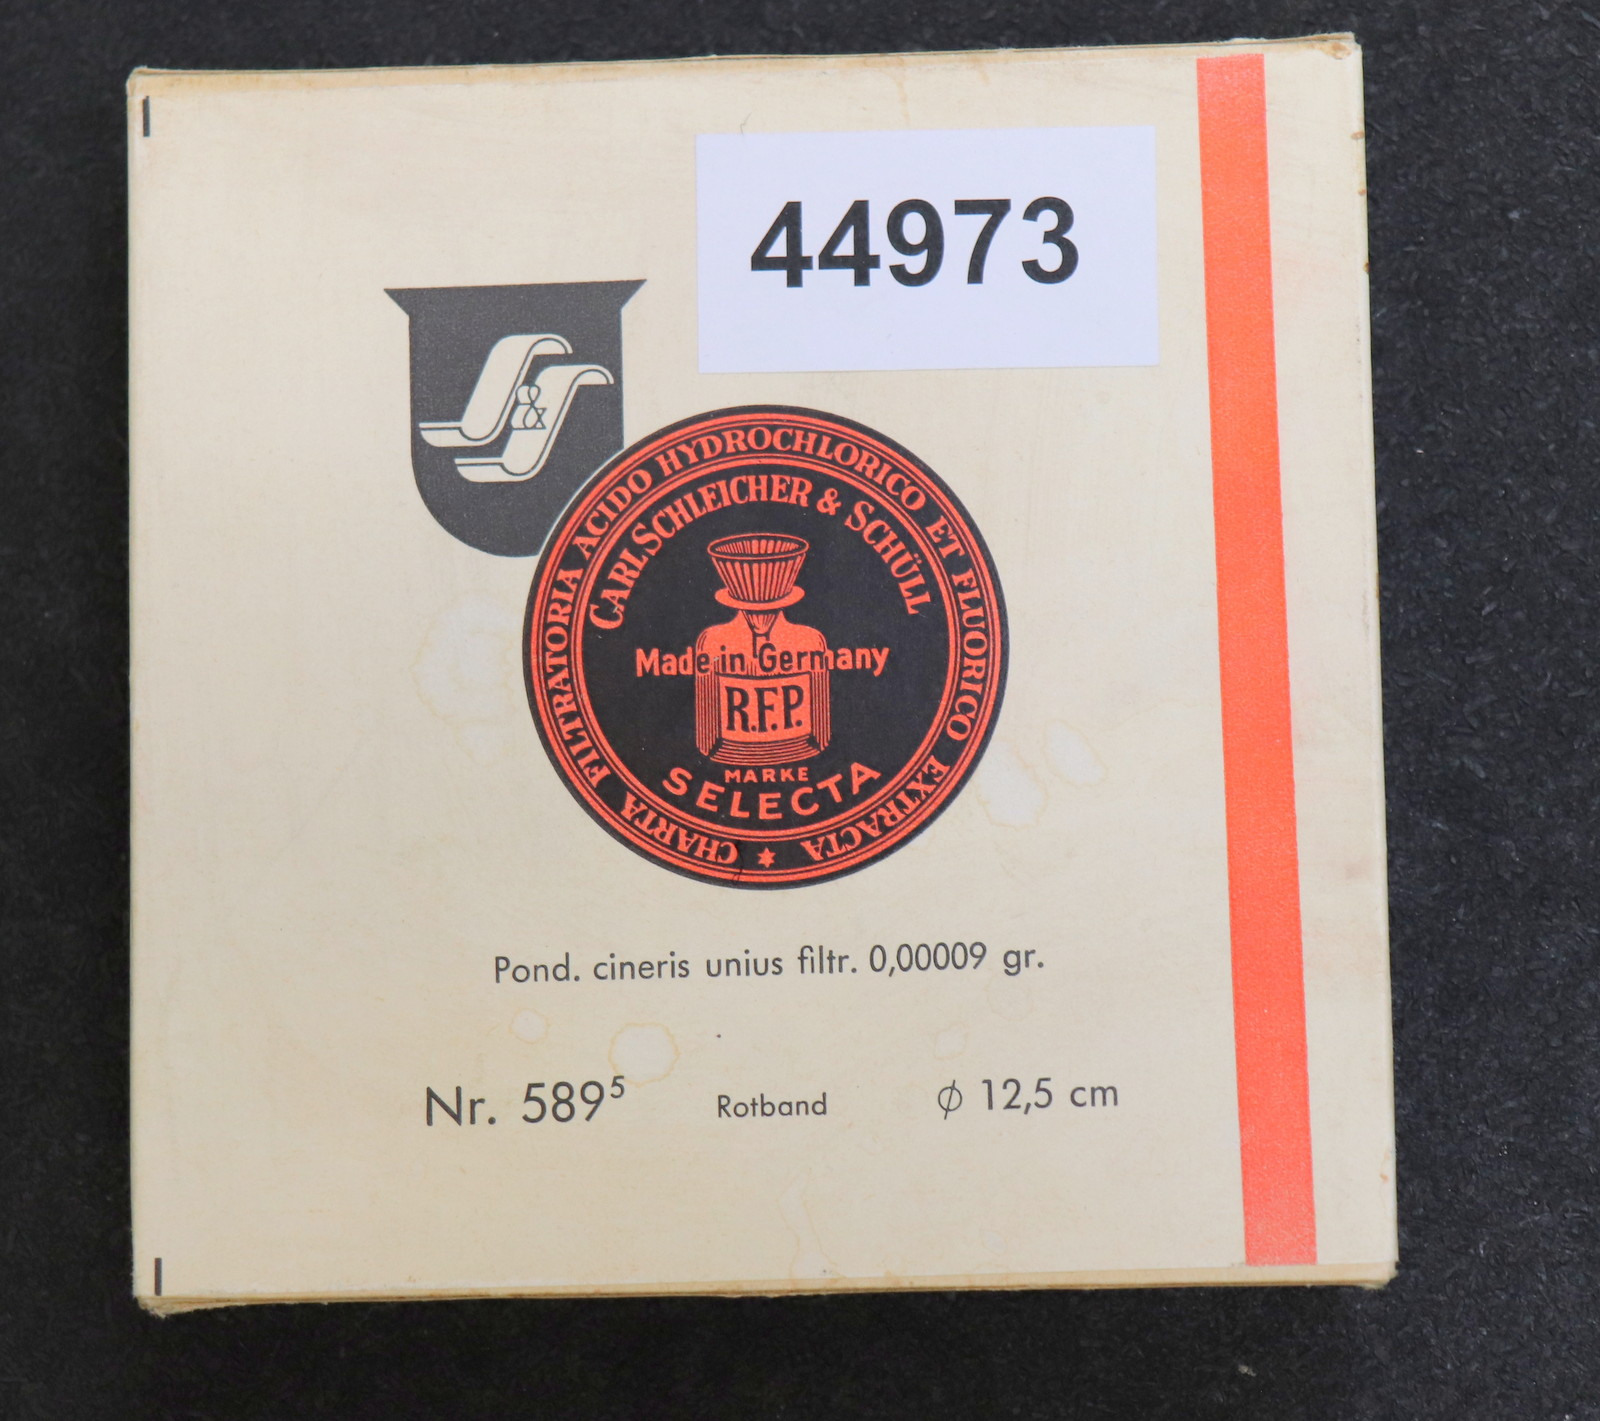 44973
&
CHARTA FILTRATORIA ACIDO HYDROCHLORICO ET FLUORICO EXTRACTA
CARL SCHLEICHER & SCHÜLL
Made in Germany
R.F.P.
MARKE
SELECTA
Pond. cineris unius filtr. 0,00009 gr.
Nr. 589⁵ Rotband ϕ 12,5 cm